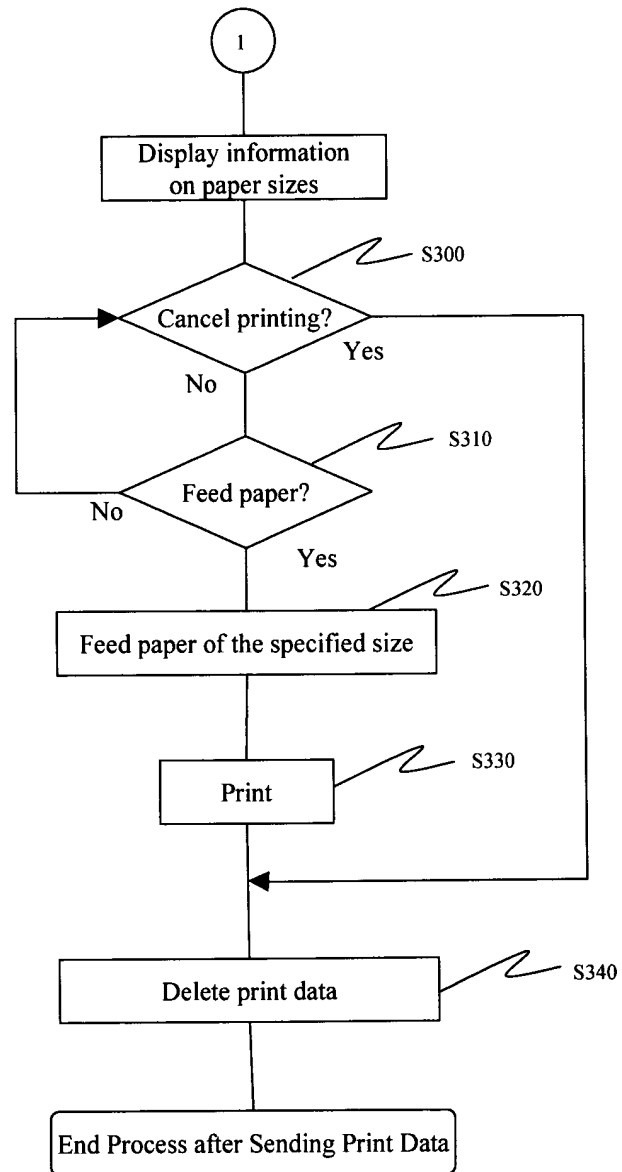 1
Display information
on paper sizes
S300
Cancel printing?
Yes
No
S310
Feed paper?
No
Yes
S320
Feed paper of the specified size
S330
Print
S340
Delete print data
End Process after Sending Print Data